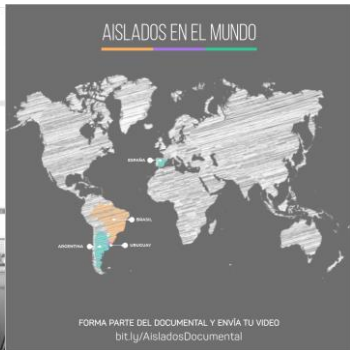 AISLADOS EN EL MUNDO
ESPAÑA
BRASIL
ARGENTINA
URUGUAY
FORMA PARTE DEL DOCUMENTAL Y ENVÍA TU VIDEO
bit.ly/AisladosDocumental